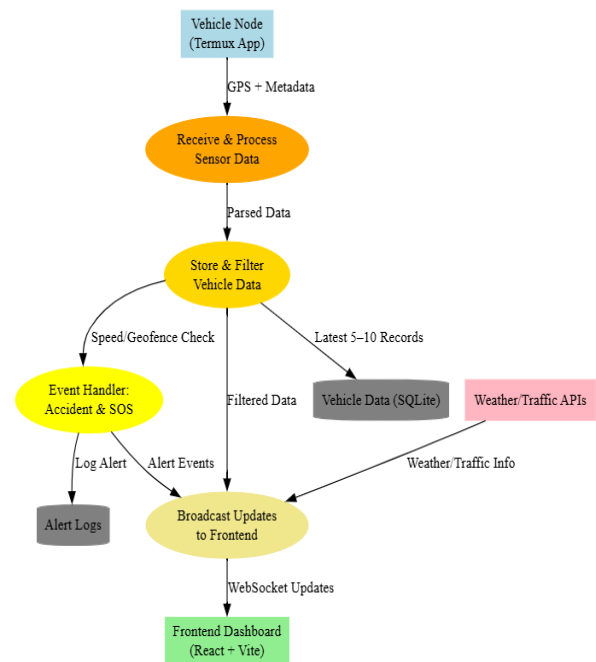 Vehicle Node
(Termux App)
GPS + Metadata
Receive & Process
Sensor Data
Parsed Data
Store & Filter
Vehicle Data
Speed/Geofence Check
Latest 5–10 Records
Event Handler:
Accident & SOS
Filtered Data
Vehicle Data (SQLite)
Weather/Traffic APIs
Log Alert
Alert Events
Weather/Traffic Info
Alert Logs
Broadcast Updates
to Frontend
WebSocket Updates
Frontend Dashboard
(React + Vite)